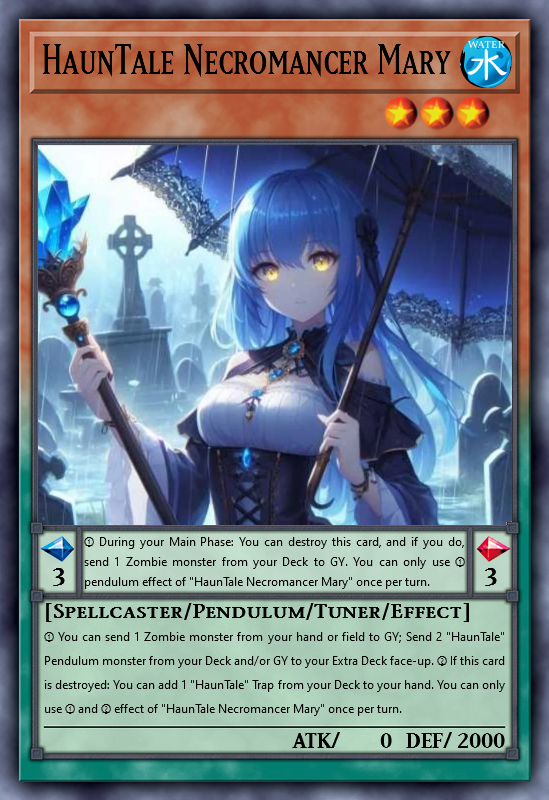 HaunTale Necromancer Mary
WATER
水
① During your Main Phase: You can destroy this card, and if you do,
send 1 Zombie monster from your Deck to GY. You can only use ①
pendulum effect of "HaunTale Necromancer Mary" once per turn.
3
3
[Spellcaster/Pendulum/Tuner/Effect]
① You can send 1 Zombie monster from your hand or field to GY; Send 2 "HaunTale"
Pendulum monster from your Deck and/or GY to your Extra Deck face-up. ② If this card
is destroyed: You can add 1 "HaunTale" Trap from your Deck to your hand. You can only
use ① and ② effect of "HaunTale Necromancer Mary" once per turn.
ATK/ 0 DEF/ 2000